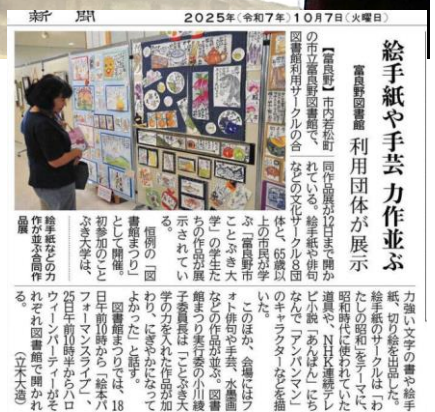 新聞
2025年(令和7年)10月7日(火曜日)
絵手紙や手芸 力作並ぶ
富良野図書館 利用団体が展示
【富良野】市内若松町
の市立富良野図書館で、
図書館利用サークルの合
同作品展が12日まで開か
れている。絵手紙や俳句
などの文化サークル8団
体と、65歳以
上の市民が学
ぶ「富良野市
ことぶき大
学」の学生た
ちの作品が展
示されてい
る。
恒例の「図
書館まつり」
として開催。
初参加のこと
ぶき大学は、
絵手紙などの力
作が並ぶ合同作
品展
力強い文字の書や絵手
紙、切り絵を出品した。
絵手紙のサークルは「わ
たしの昭和」をテーマに、
昭和時代に使われていた
道具や、NHK連続テレ
ビ小説「あんぱん」にち
なんで「アンパンマン」
のキャラクターなどを描
いた。
このほか、会場にはフ
ォト俳句や手芸、水墨画
などの作品が並ぶ。図書
館まつり実行委の小川綾
子委員長は「ことぶき大
学の力を入れた作品が加
わり、にぎやかになって
よかった」と話す。
図書館まつりでは、18
日午前10時から「絵本パ
フォーマンスライブ」、
25日午前10時半からハロ
ウィーンパーティーがそ
れぞれ図書館で開かれ
る。 (立木大造)